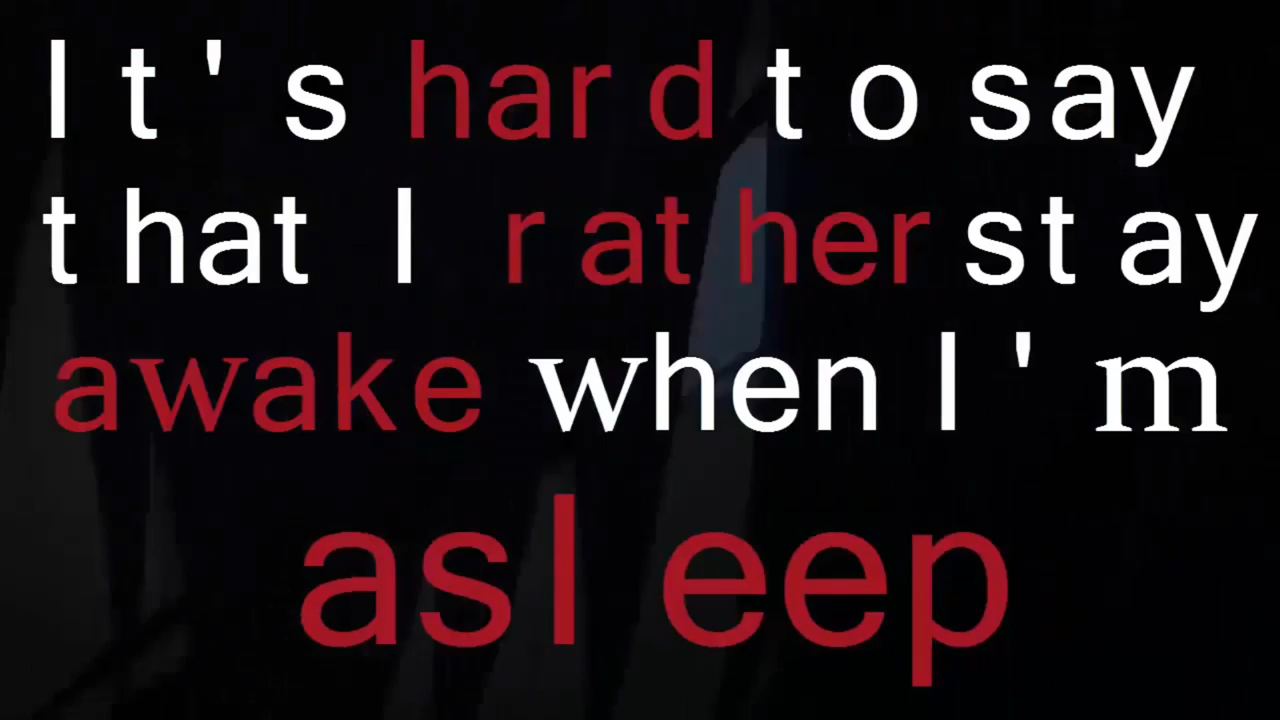 It's hard to say
that I rather stay
awake when I'm
asleep